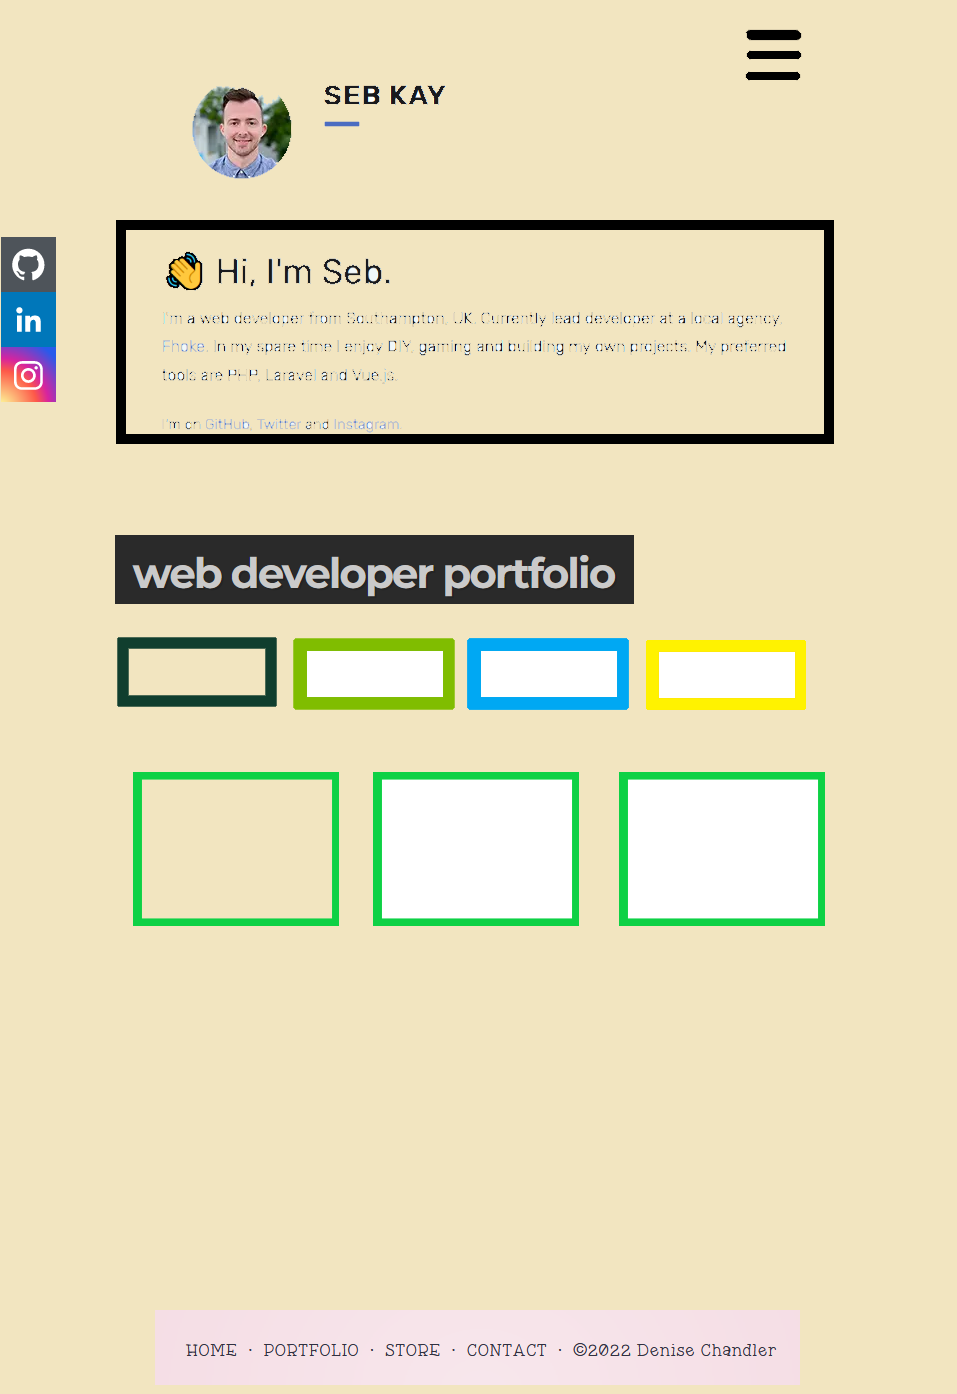 SEB KAY
Hi, I'm Seb.
I'm a web developer from Southampton, UK. Currently lead developer at a local agency,
Fhoke. In my spare time I enjoy DIY, gaming and building my own projects. My preferred
tools are PHP, Laravel and Vue.js.
I'm on GitHub, Twitter and Instagram.
in
web developer portfolio
HOME · PORTFOLIO · STORE · CONTACT · ©2022 Denise Chandler